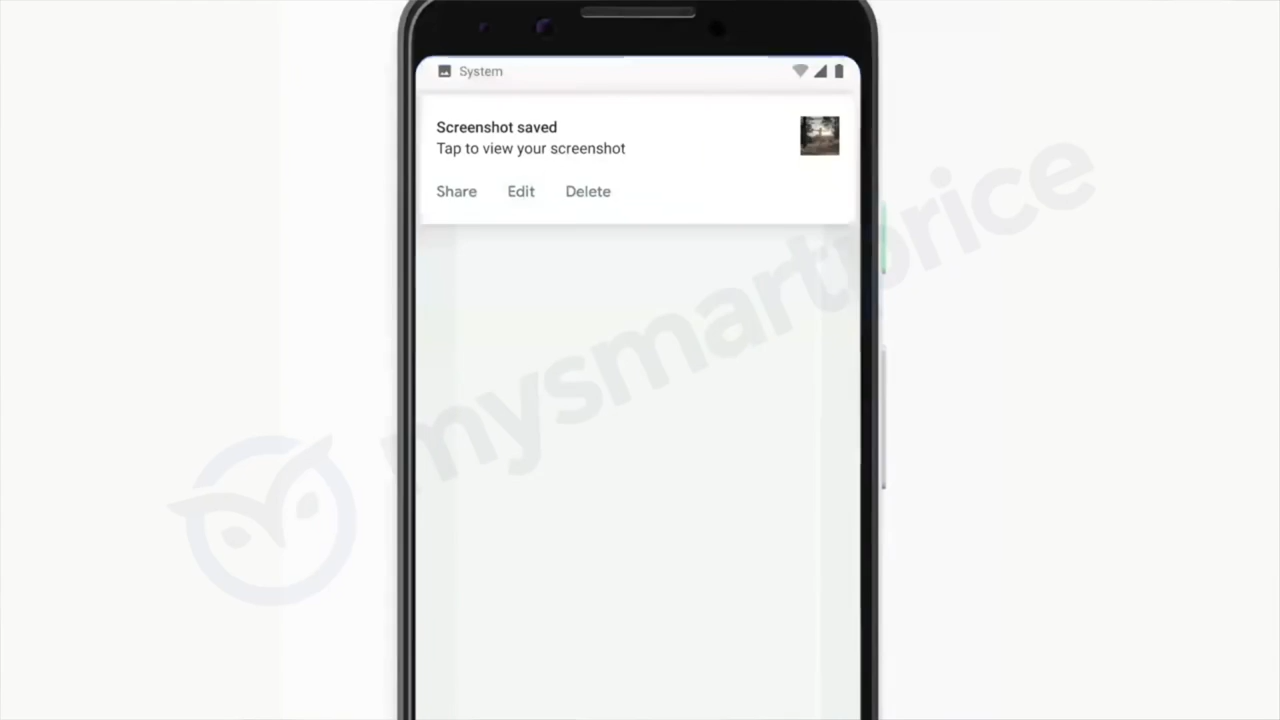 System
Screenshot saved
Tap to view your screenshot
Share Edit Delete
mysmartprice